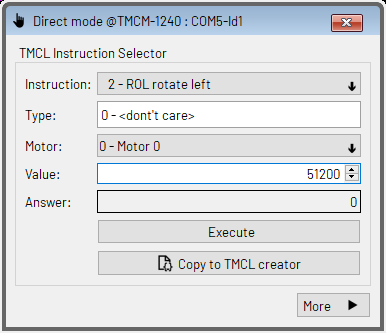 Direct mode @TMCM-1240 : COM5-Id1
TMCL Instruction Selector
Instruction: 2 - ROL rotate left
Type: 0 - <don't care>
Motor: 0 - Motor 0
Value: 51200
Answer: 0
Execute
Copy to TMCL creator
More